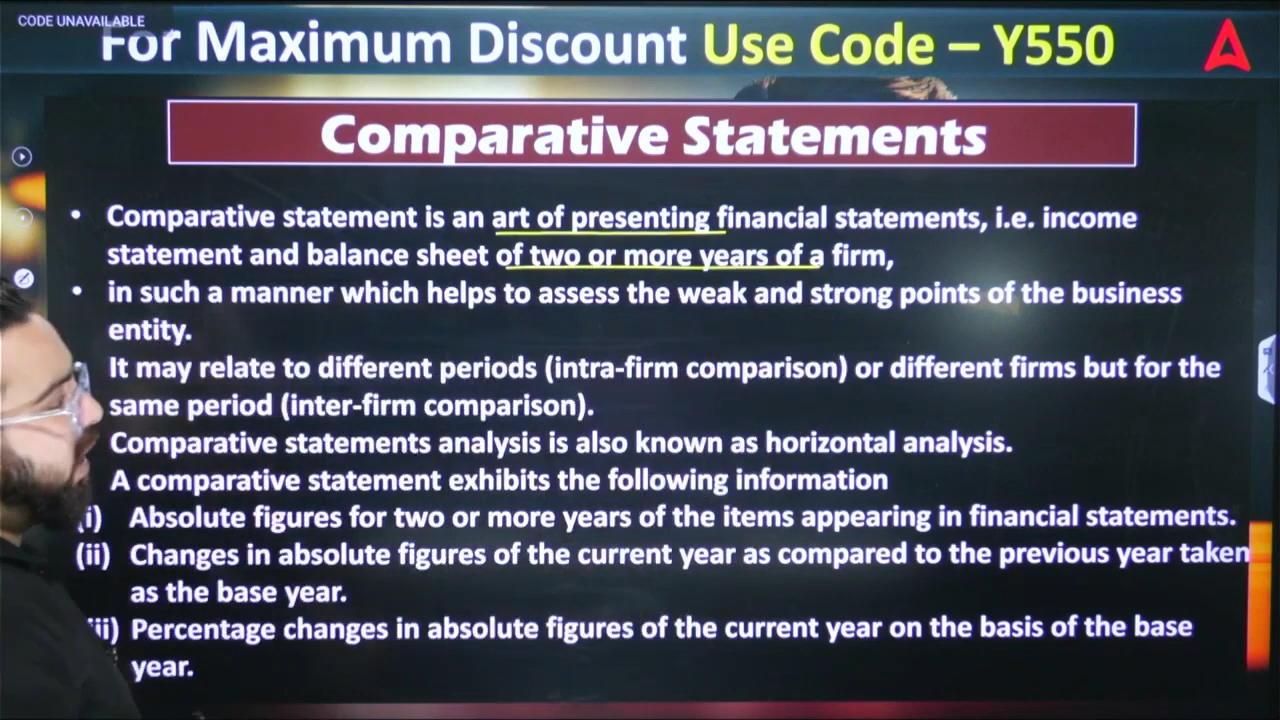 CODE UNAVAILABLE
For Maximum Discount Use Code – Y550
Comparative Statements
• Comparative statement is an art of presenting financial statements, i.e. income
statement and balance sheet of two or more years of a firm,
• in such a manner which helps to assess the weak and strong points of the business
entity.
It may relate to different periods (intra-firm comparison) or different firms but for the
same period (inter-firm comparison).
Comparative statements analysis is also known as horizontal analysis.
A comparative statement exhibits the following information
(i) Absolute figures for two or more years of the items appearing in financial statements.
(ii) Changes in absolute figures of the current year as compared to the previous year taken
as the base year.
(iii) Percentage changes in absolute figures of the current year on the basis of the base
year.